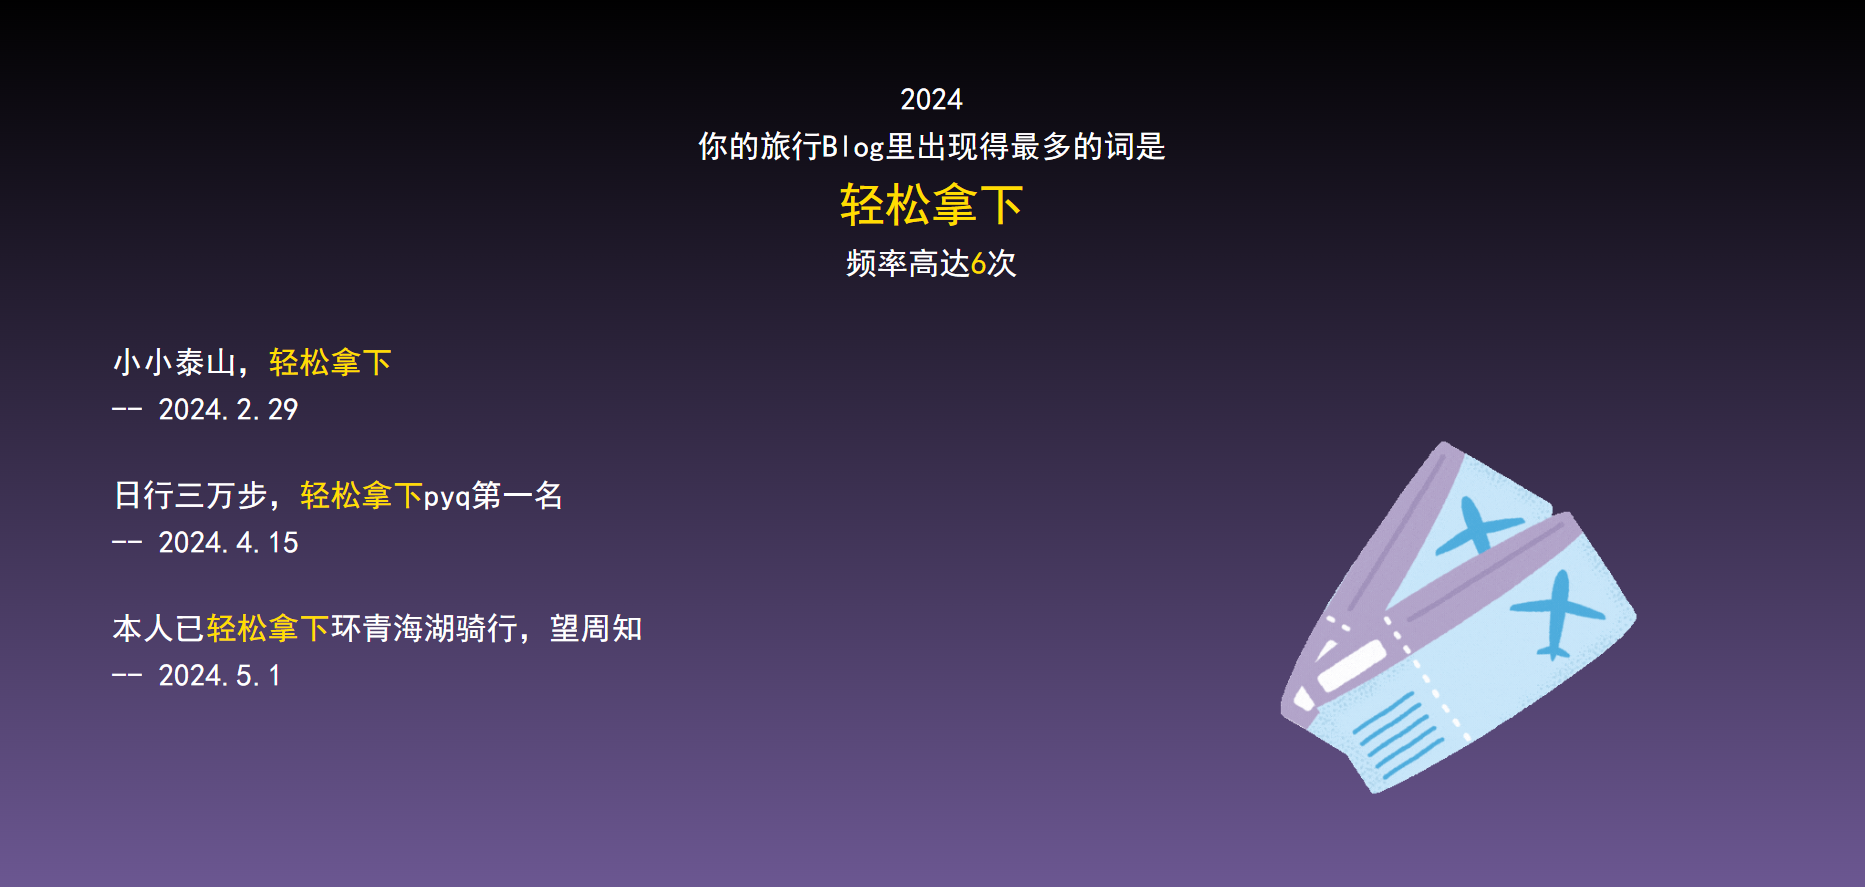 2024
你的旅行Blog里出现得最多的词是
轻松拿下
频率高达6次
小小泰山，轻松拿下
-- 2024.2.29
日行三万步，轻松拿下pyq第一名
-- 2024.4.15
本人已轻松拿下环青海湖骑行，望周知
-- 2024.5.1